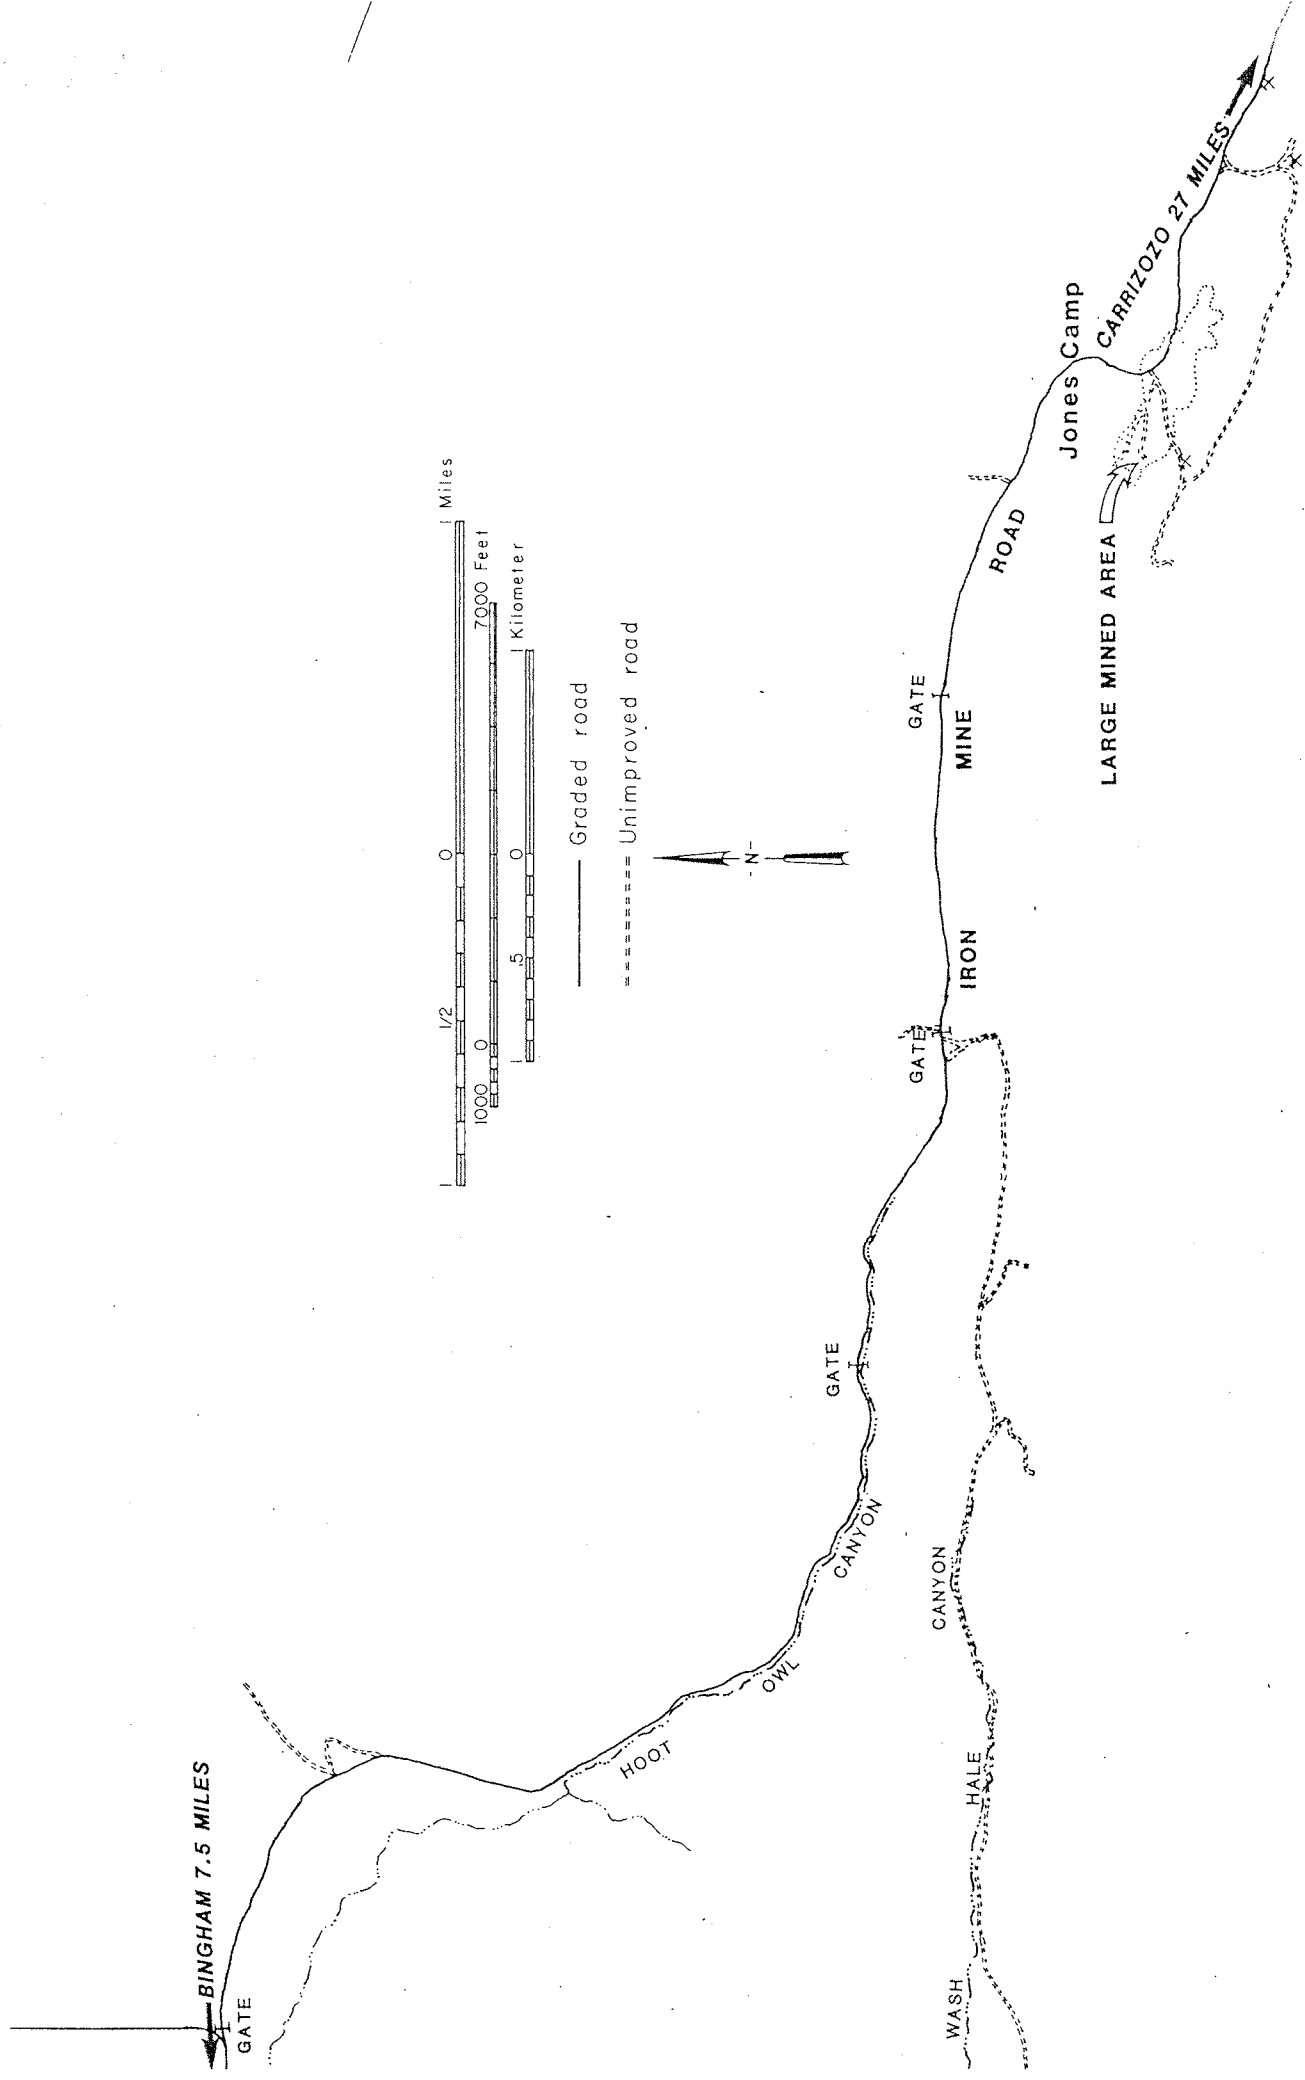 BINGHAM 7.5 MILES
GATE
HOOT
OWL
CANYON
GATE
WASH
HALE
CANYON
GATE
IRON
MINE
ROAD
GATE
Jones Camp
CARRIZOZO 27 MILES
LARGE MINED AREA
1 1/2 0 1 Miles
1000 0 7000 Feet
1 .5 0 1 Kilometer
Graded road
Unimproved road
-N-